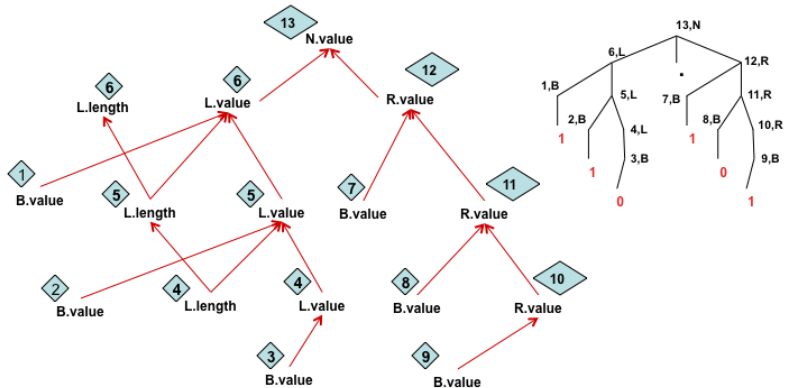 13
N.value
13,N
6
6
12
6,L
12,R
L.length
L.value
R.value
1,B
5,L
7,B
11,R
2,B
4,L
8,B
10,R
1
3,B
1
9,B
1
0
0
1
1
B.value
5
5
7
11
L.length
L.value
B.value
R.value
2
4
4
8
10
B.value
L.length
L.value
B.value
R.value
3
9
B.value
B.value